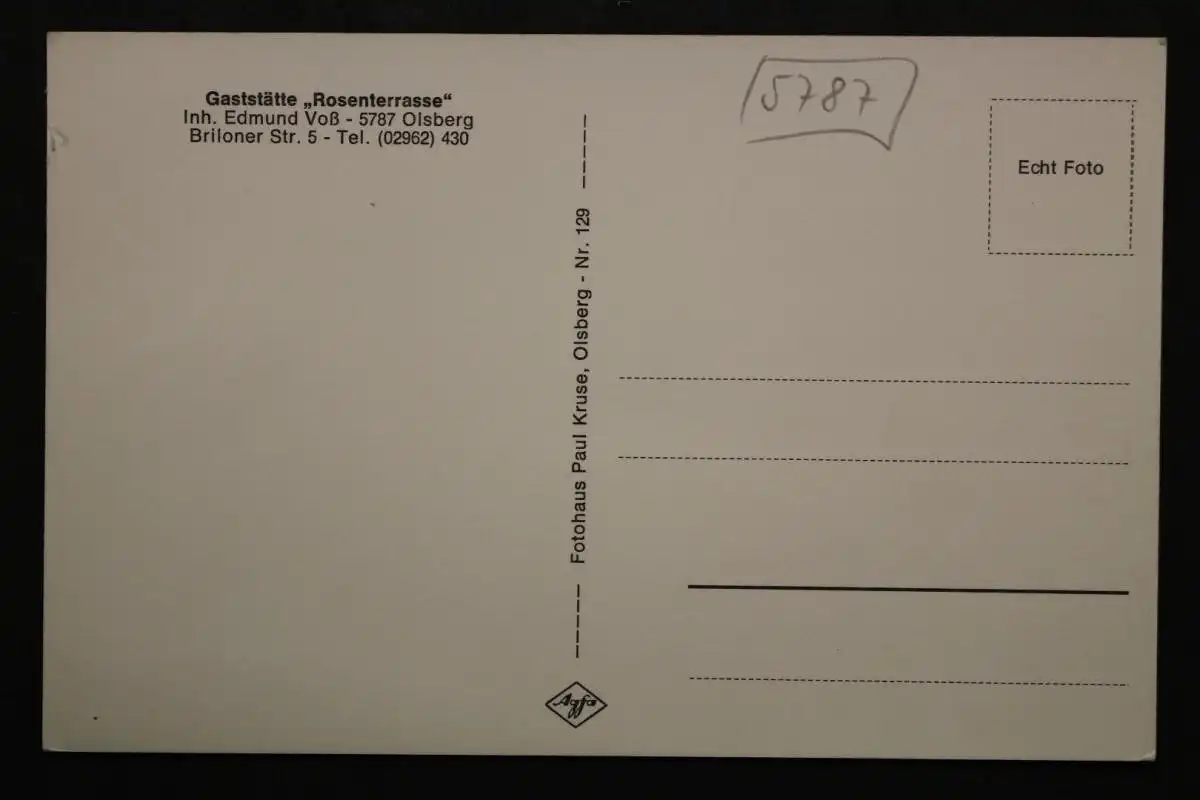 Gaststätte „Rosenterrasse“
Inh. Edmund Voß - 5787 Olsberg
Briloner Str. 5 - Tel. (02962) 430
Fotohaus Paul Kruse, Olsberg - Nr. 129
Agfa
5787
Echt Foto